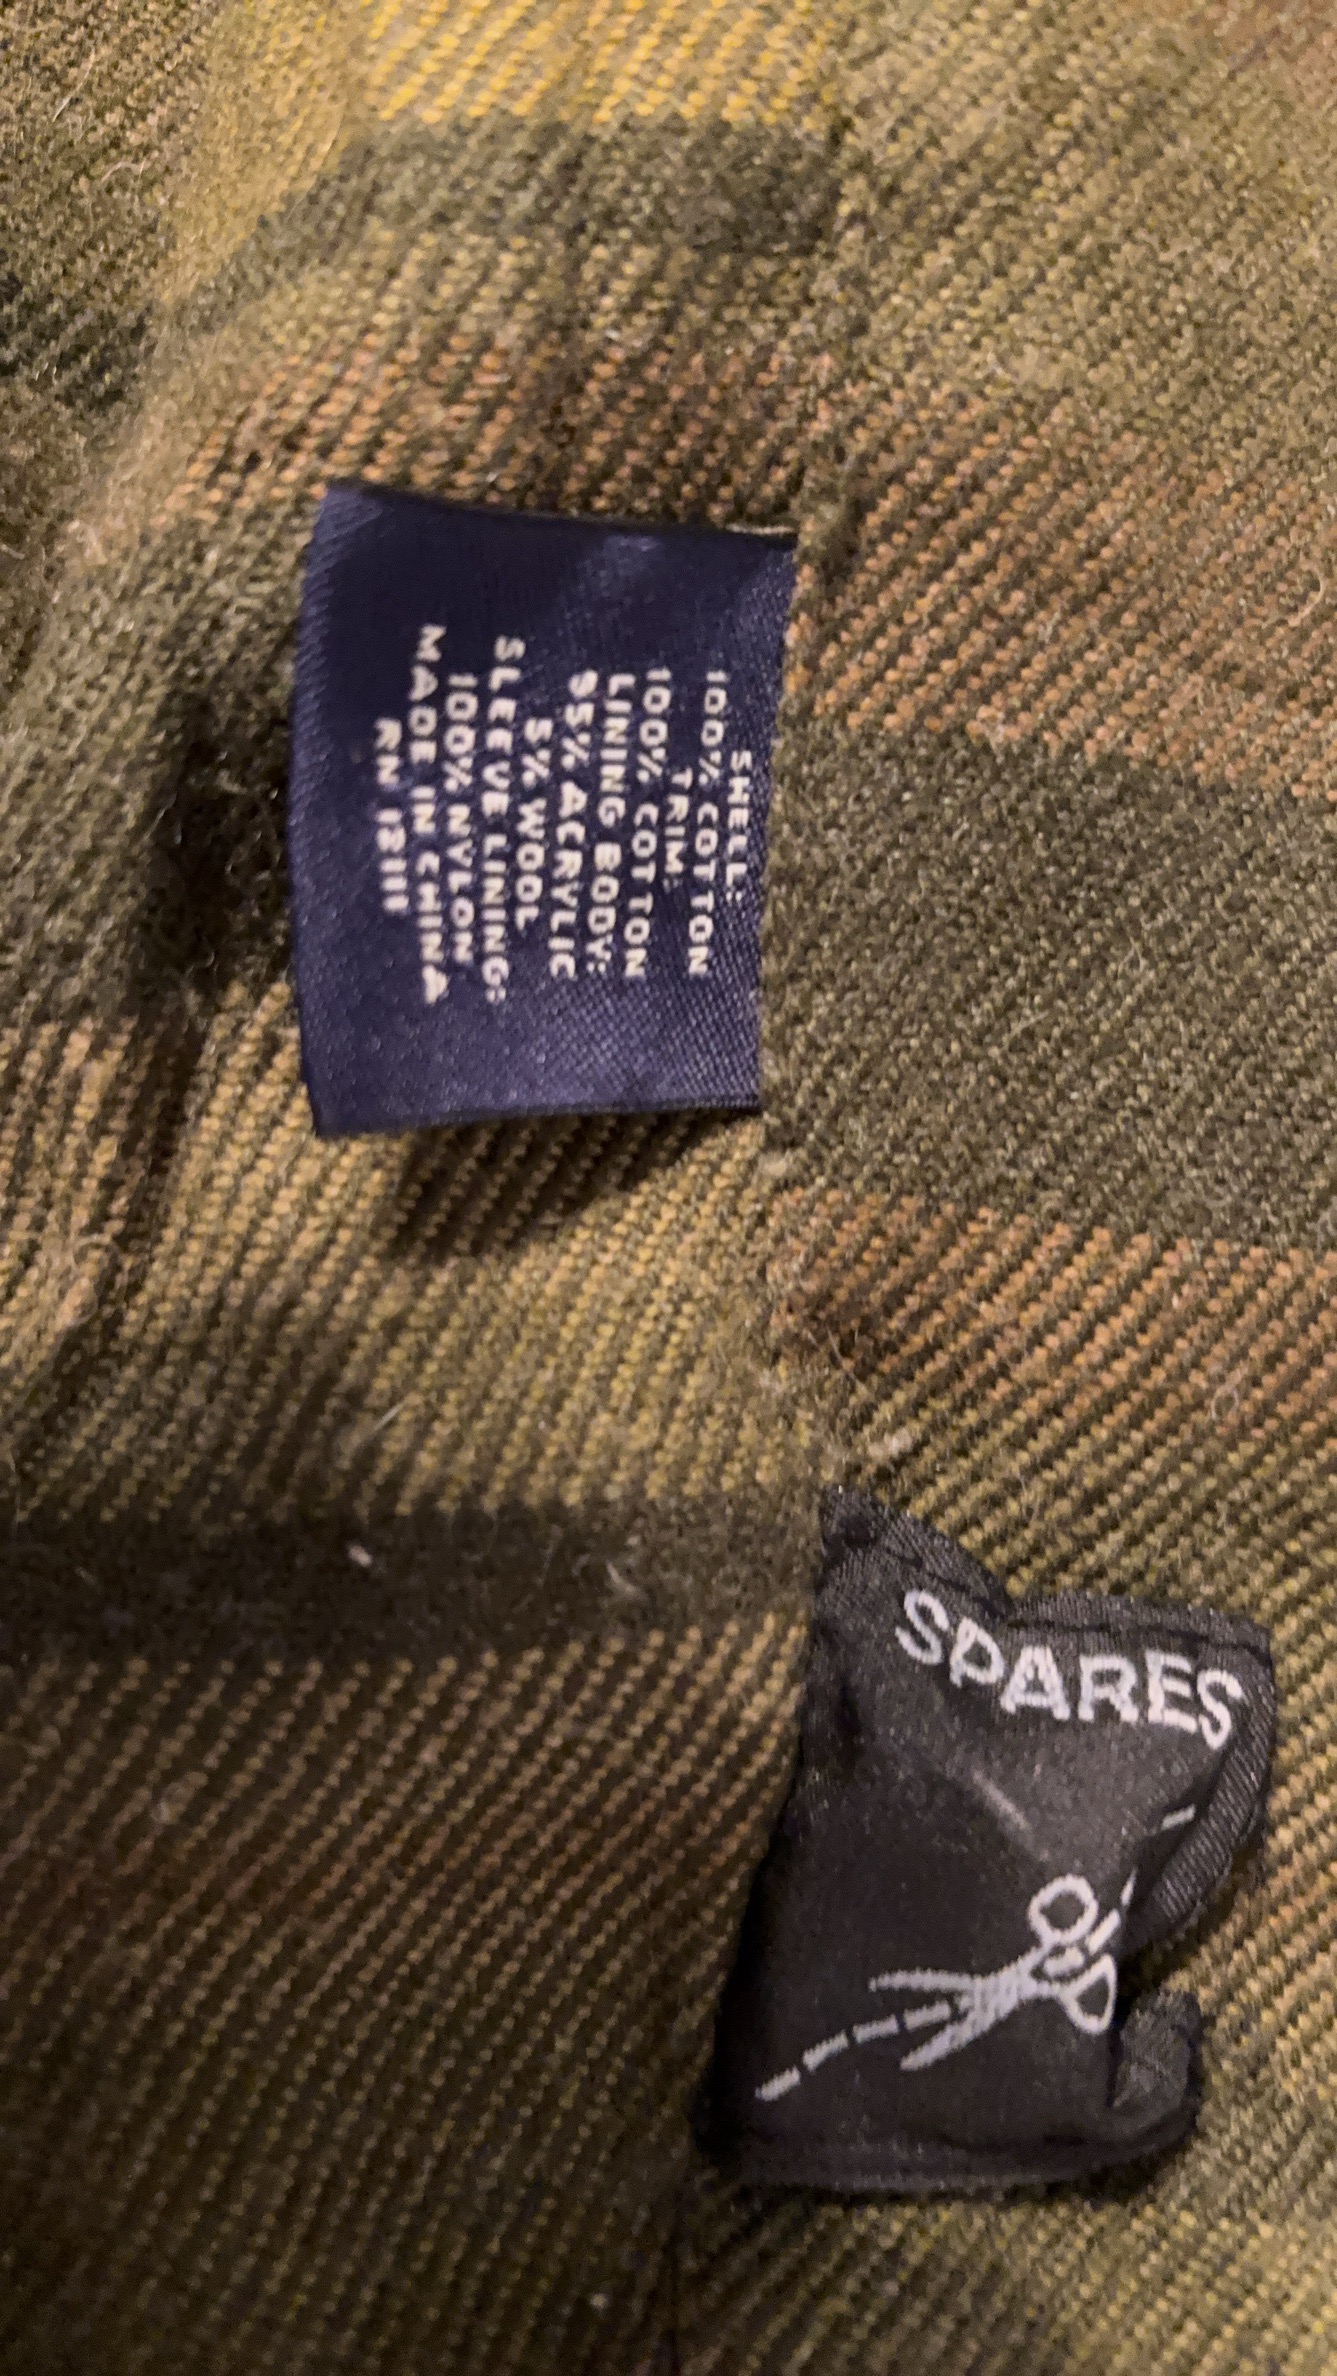 SHELL:
100% COTTON
TRIM:
100% COTTON
LINING BODY:
95% ACRYLIC
5% WOOL
SLEEVE LINING:
100% NYLON
MADE IN CHINA
RN 13111
SPARES